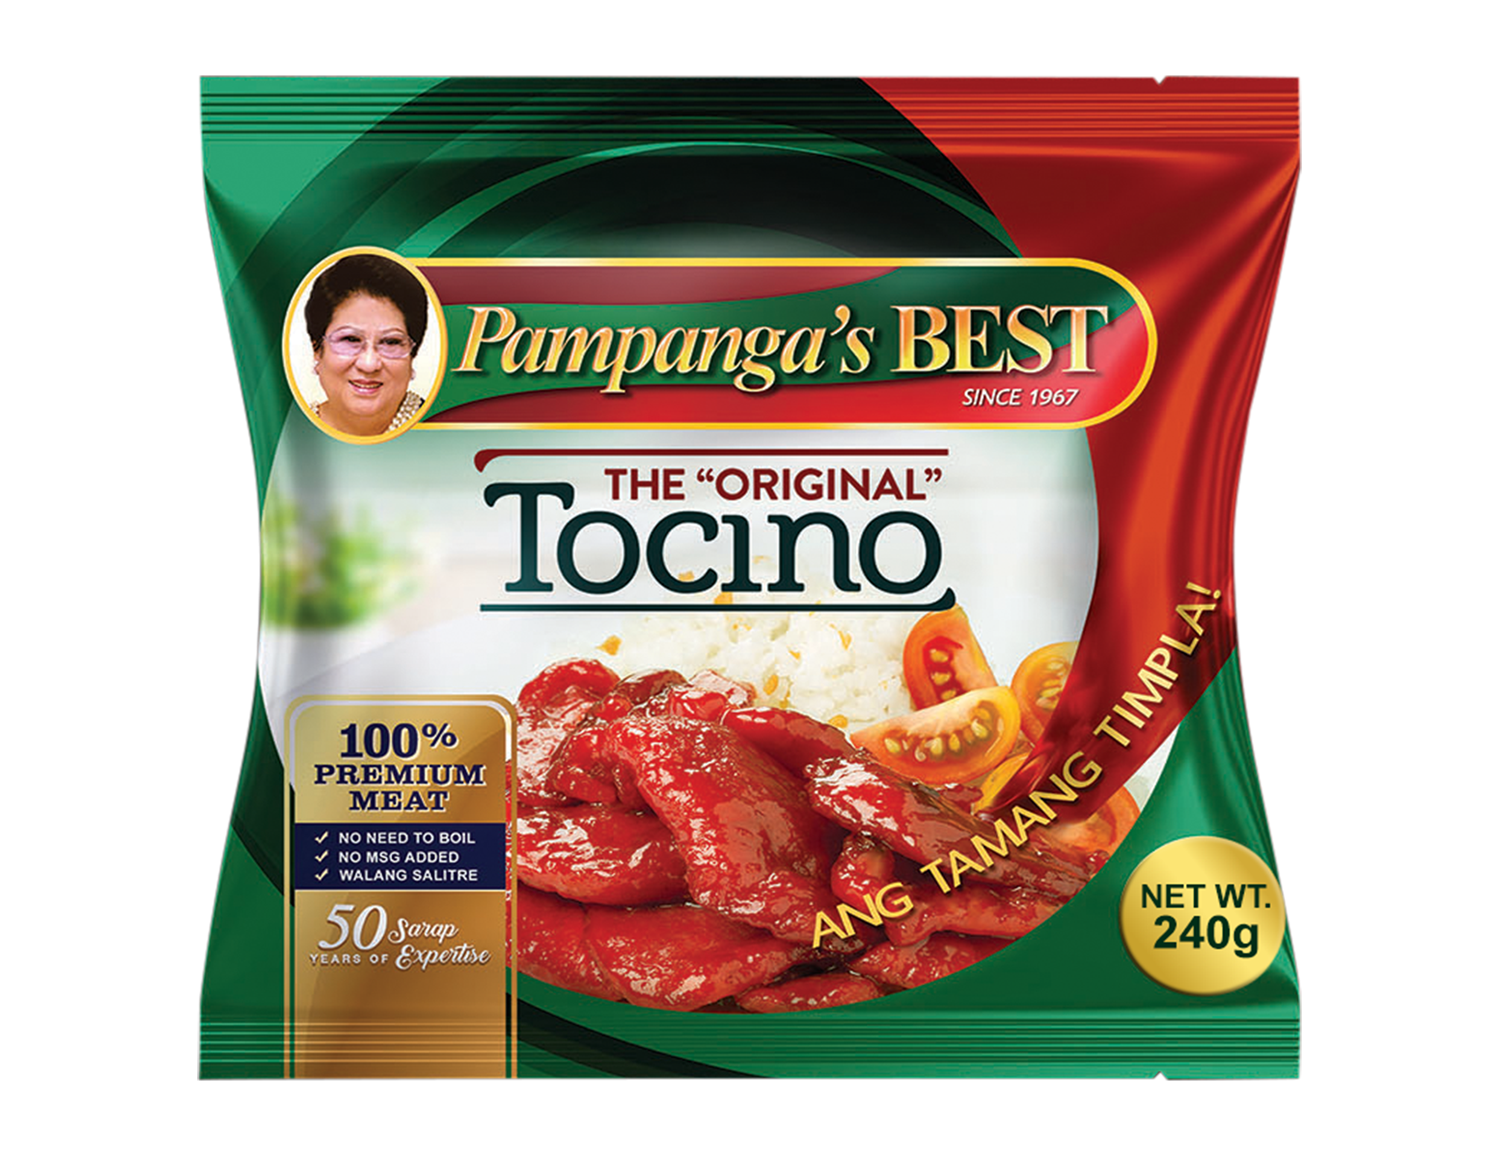 Pampanga's BEST
SINCE 1967
THE “ORIGINAL”
Tocino
100%
PREMIUM
MEAT
✓ NO NEED TO BOIL
✓ NO MSG ADDED
✓ WALANG SALITRE
50 Sarap
YEARS OF Expertise
ANG TAMANG TIMPLA!
NET WT.
240g